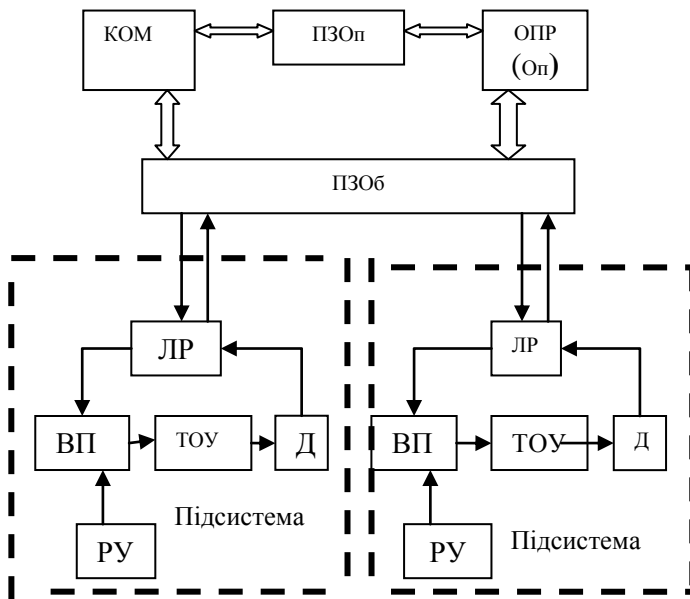 КОМ
ПЗОп
ОПР
(Оп)
ПЗОб
ЛР
ВП
ТОУ
Д
РУ
Підсистема
ЛР
ВП
ТОУ
Д
РУ
Підсистема